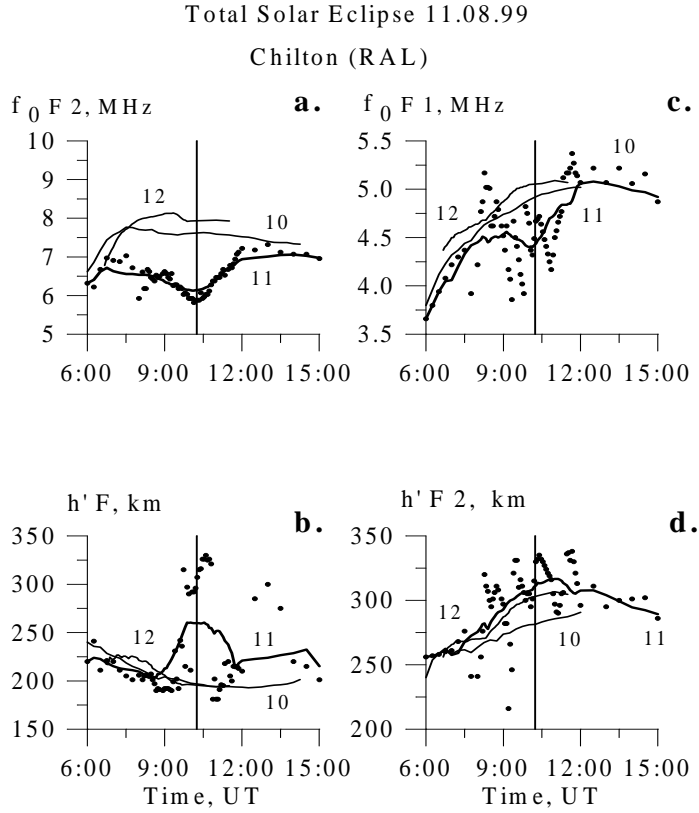 Total Solar Eclipse 11.08.99
Chilton (RAL)
f0 F2, MHz
a.
10
9
8
7
6
5
12
10
11
6:00 9:00 12:00 15:00
f0 F1, MHz
c.
5.5
5.0
4.5
4.0
3.5
10
12
11
6:00 9:00 12:00 15:00
h' F, km
b.
350
300
250
200
150
12
11
10
6:00 9:00 12:00 15:00
Time, UT
h' F2, km
d.
350
300
250
200
12
10
11
6:00 9:00 12:00 15:00
Time, UT